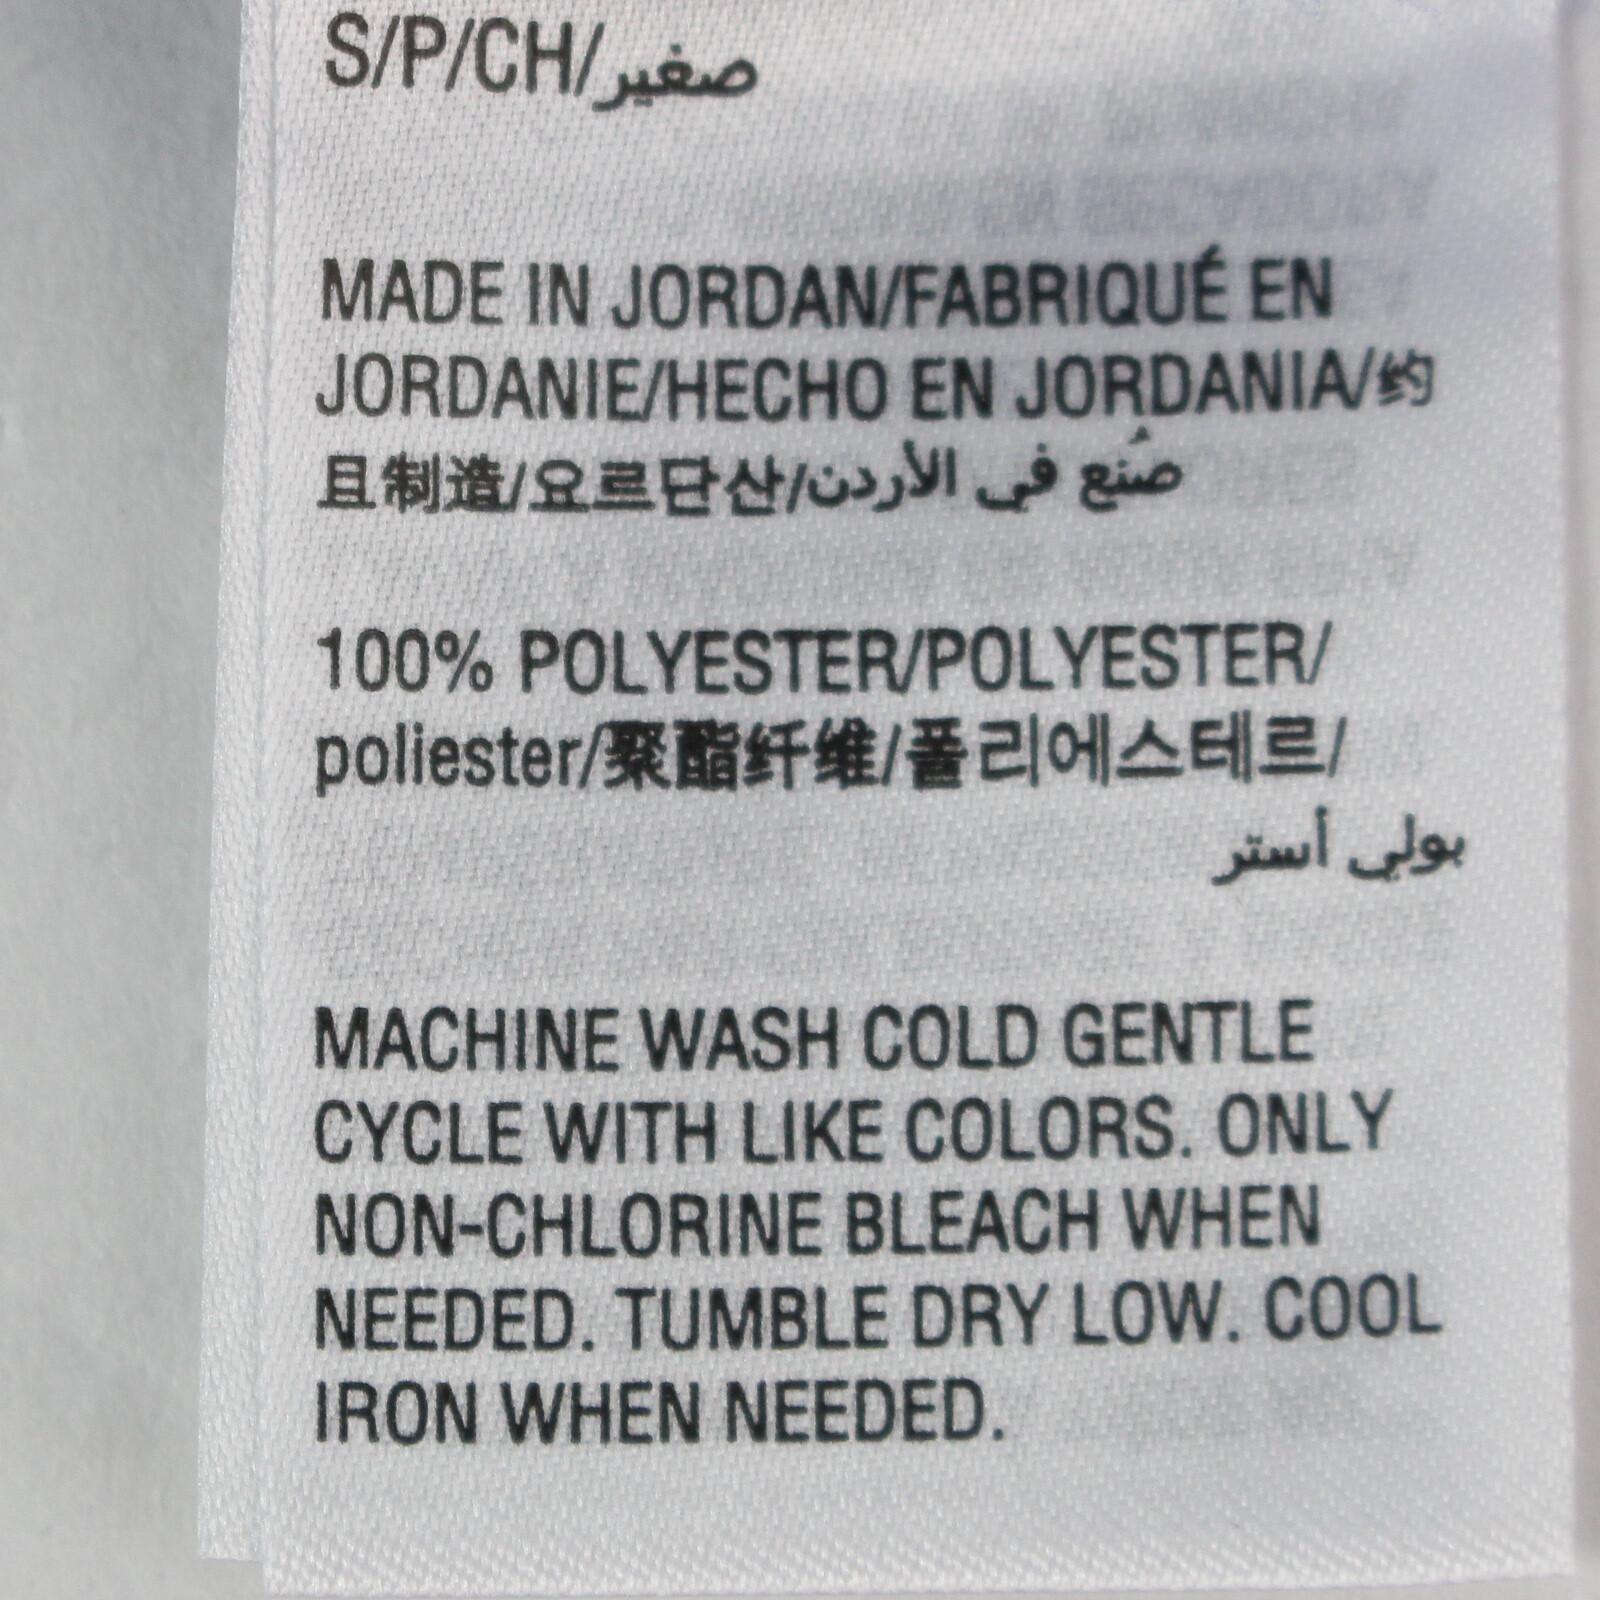 S/P/CH/صغير
MADE IN JORDAN/FABRIQUÉ EN
JORDANIE/HECHO EN JORDANIA/约
且制造/요르단산/صُنع في الأردن
100% POLYESTER/POLYESTER/
poliester/聚酯纤维/폴리에스테르/
بولي أستر
MACHINE WASH COLD GENTLE
CYCLE WITH LIKE COLORS. ONLY
NON-CHLORINE BLEACH WHEN
NEEDED. TUMBLE DRY LOW. COOL
IRON WHEN NEEDED.